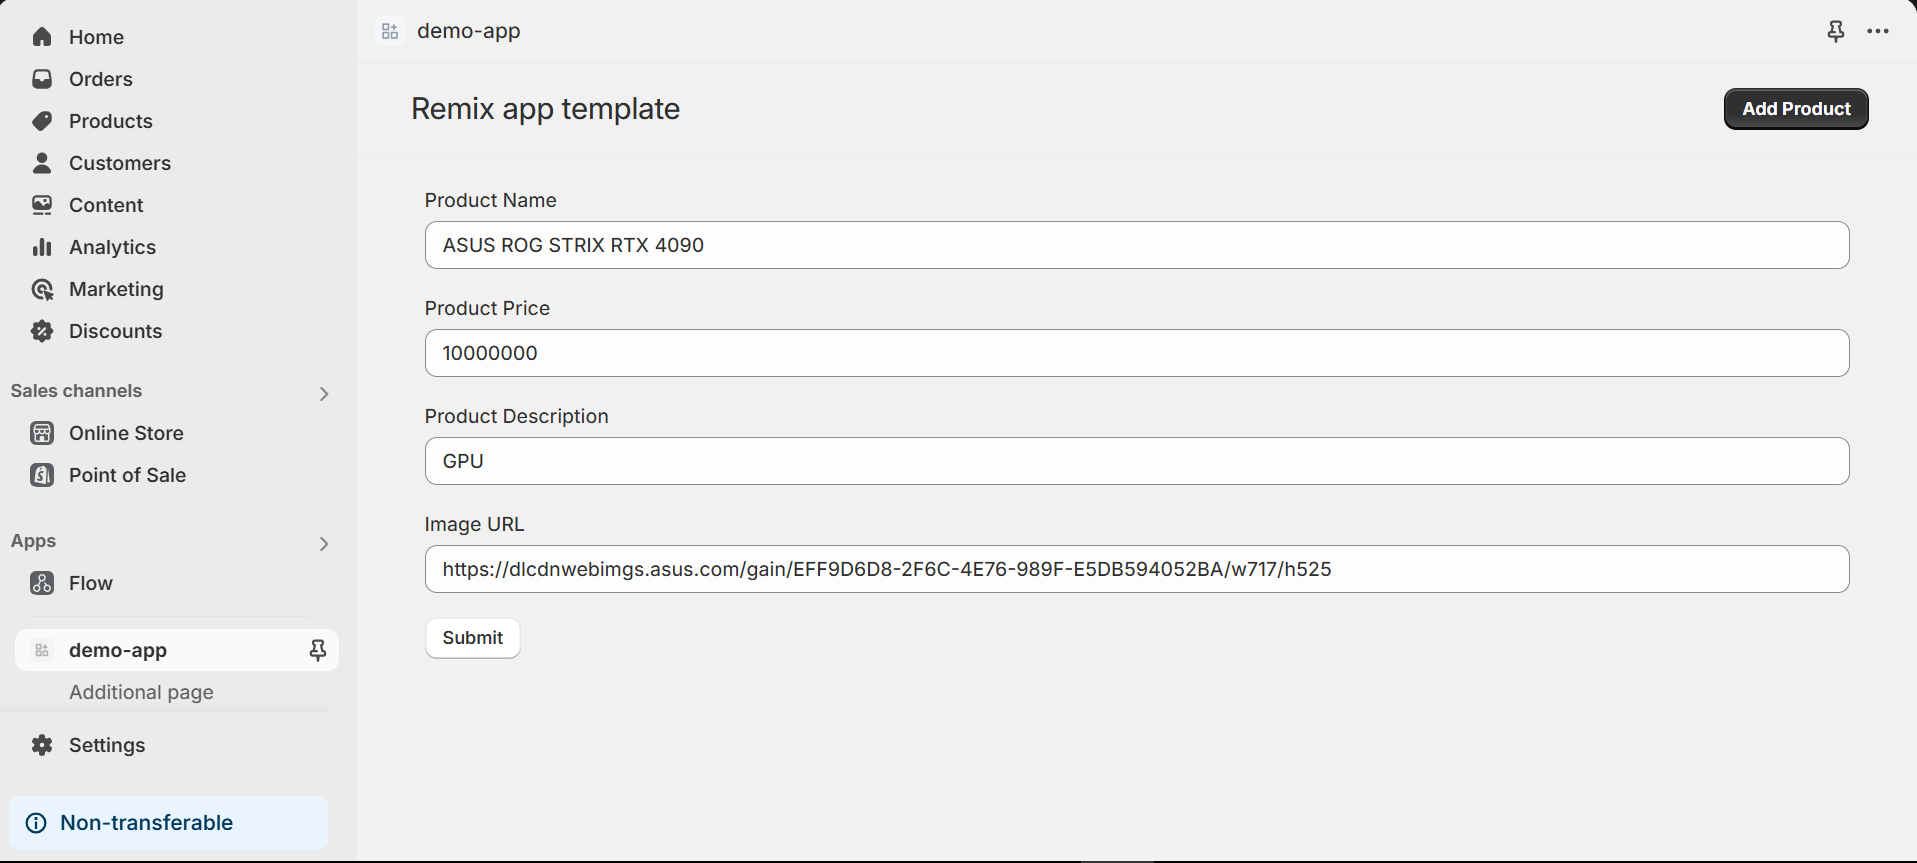 Home
Orders
Products
Customers
Content
Analytics
Marketing
Discounts
Sales channels
Online Store
Point of Sale
Apps
Flow
demo-app
Additional page
Settings
Non-transferable
demo-app
Remix app template
Add Product
Product Name
ASUS ROG STRIX RTX 4090
Product Price
10000000
Product Description
GPU
Image URL
https://dlcdnwebimgs.asus.com/gain/EFF9D6D8-2F6C-4E76-989F-E5DB594052BA/w717/h525
Submit